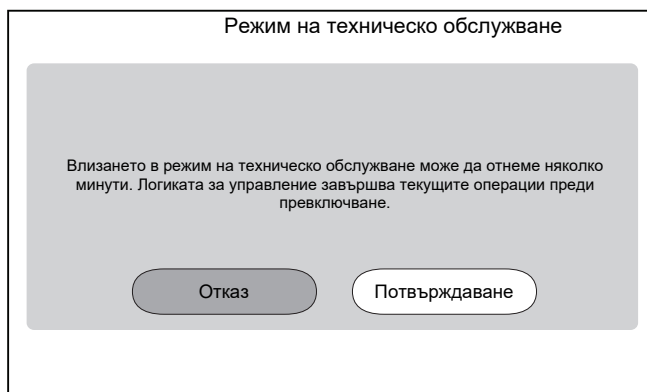 Режим на техническо обслужване
Влизането в режим на техническо обслужване може да отнеме няколко
минути. Логиката за управление завършва текущите операции преди
превключване.
Отказ
Потвърждаване